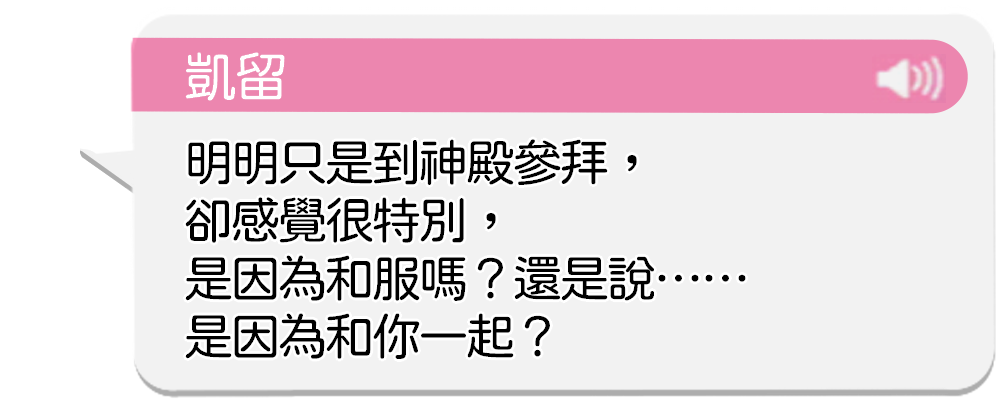 凱留
明明只是到神殿參拜，
卻感覺很特別，
是因為和服嗎？還是說……
是因為和你一起？